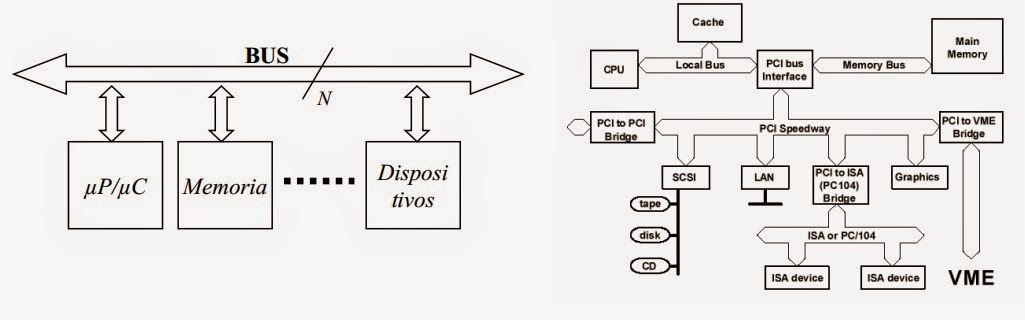 BUS
N
µP/µC
Memoria
Disposi
tivos
Cache
CPU
Local Bus
PCI bus
Interface
Memory Bus
Main
Memory
PCI to PCI
Bridge
PCI Speedway
PCI to VME
Bridge
SCSI
LAN
PCI to ISA
(PC104)
Bridge
Graphics
tape
disk
CD
ISA or PC/104
ISA device
ISA device
VME